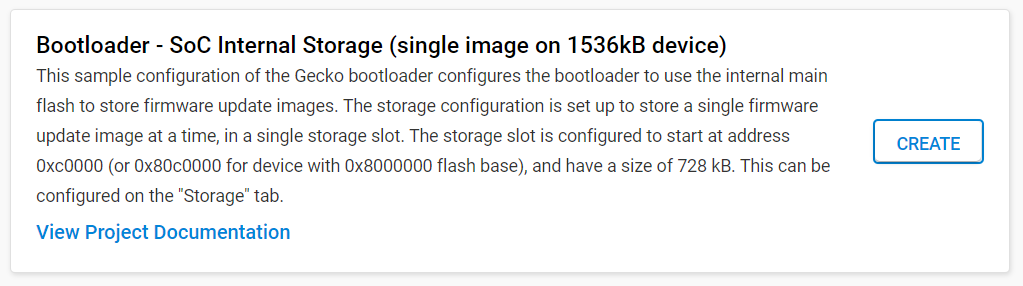 Bootloader - SoC Internal Storage (single image on 1536kB device)
This sample configuration of the Gecko bootloader configures the bootloader to use the internal main
flash to store firmware update images. The storage configuration is set up to store a single firmware
update image at a time, in a single storage slot. The storage slot is configured to start at address
0xc0000 (or 0x80c0000 for device with 0x8000000 flash base), and have a size of 728 kB. This can be
configured on the "Storage" tab.
View Project Documentation
CREATE